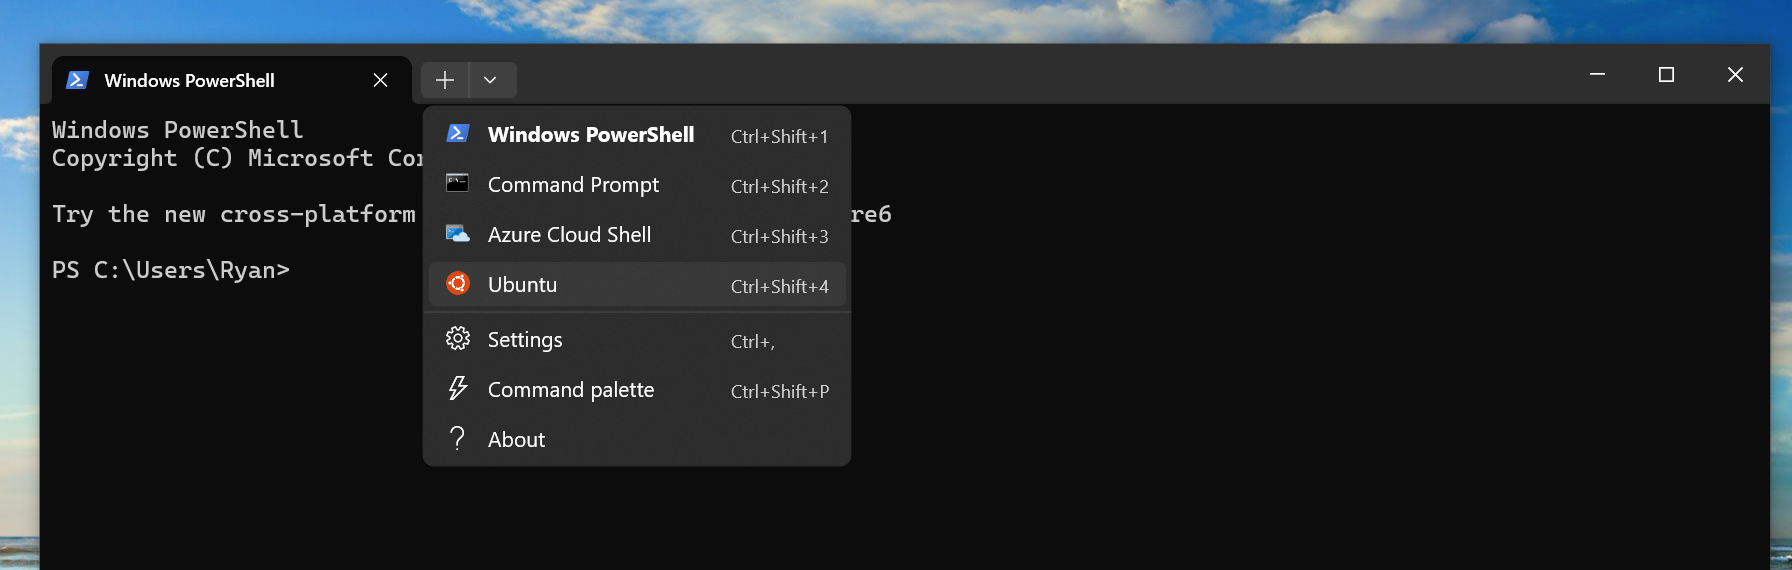 Windows PowerShell
Windows PowerShell
Copyright (C) Microsoft
Try the new cross-platform
PS C:\Users\Ryan>
Windows PowerShell Ctrl+Shift+1
Command Prompt Ctrl+Shift+2
Azure Cloud Shell Ctrl+Shift+3
Ubuntu Ctrl+Shift+4
Settings Ctrl+,
Command palette Ctrl+Shift+P
About